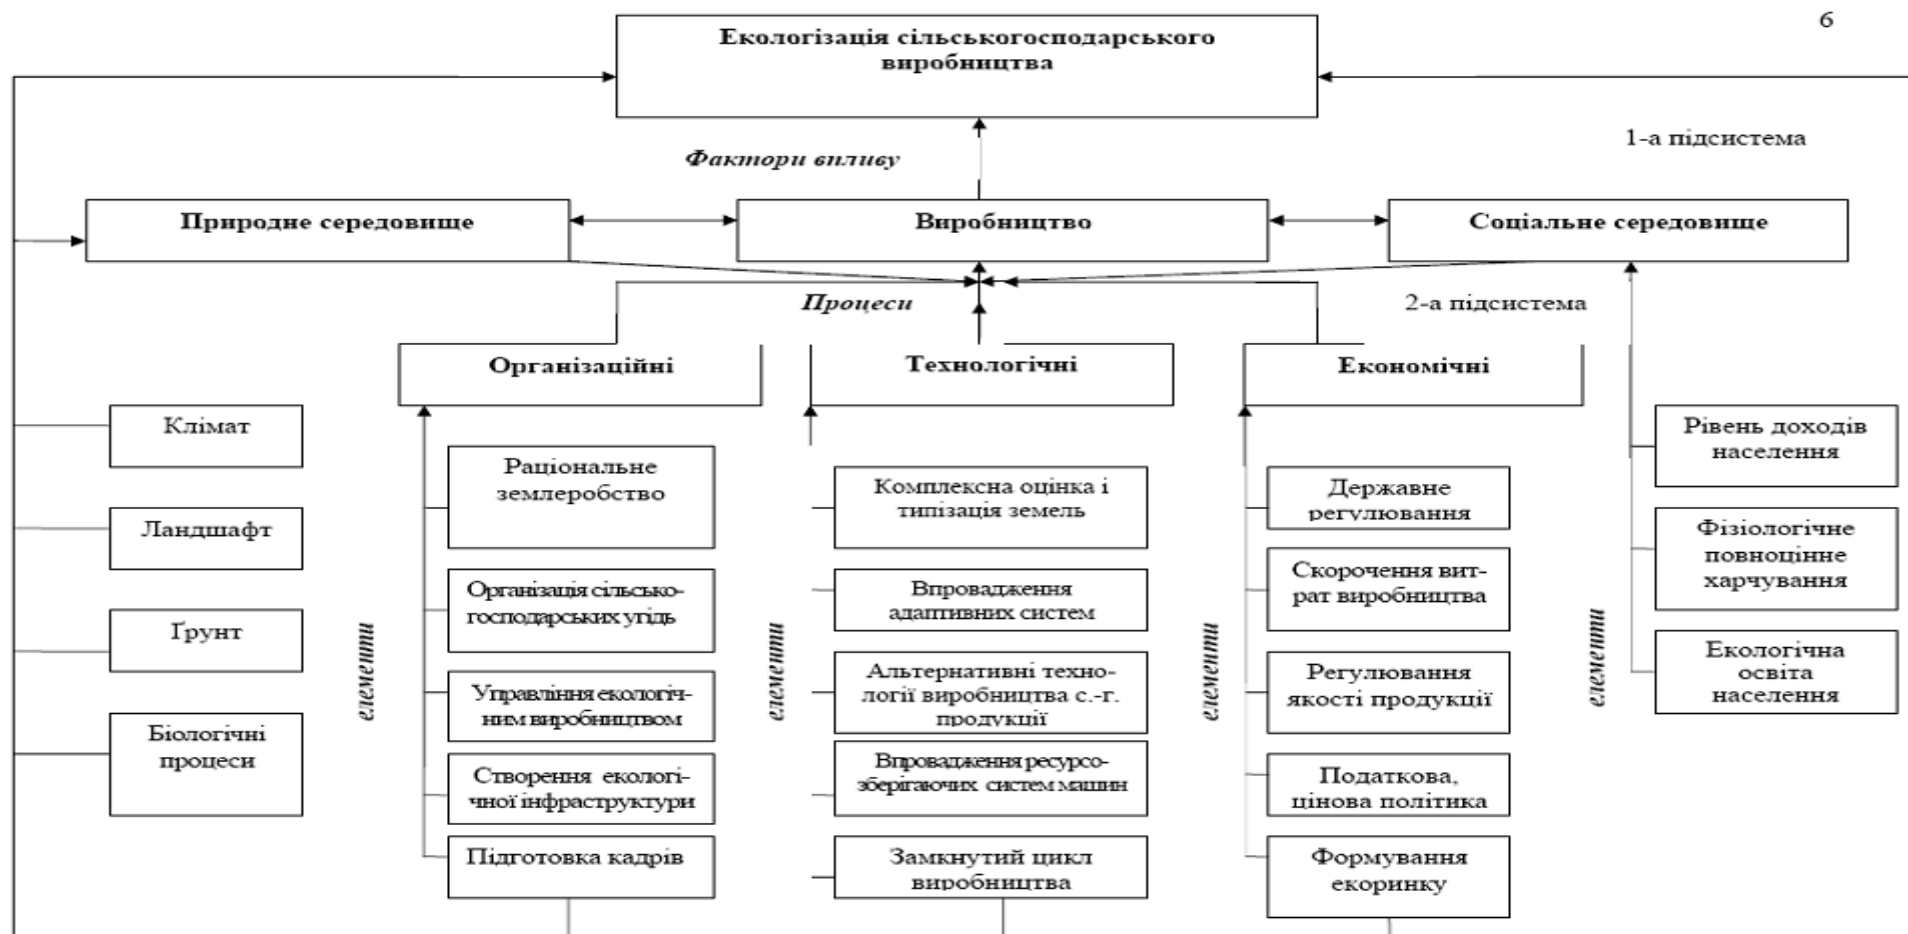 6
Екологізація сільськогосподарського
виробництва
1-а підсистема
Фактори впливу
Природне середовище
Виробництво
Соціальне середовище
Процеси
2-а підсистема
Організаційні
Технологічні
Економічні
Клімат
Ландшафт
Ґрунт
Біологічні
процеси
елементи
Раціональне
землеробство
Організація сільсько-
господарських угідь
Управління екологіч-
ним виробництвом
Створення екологі-
чної інфраструктури
Підготовка кадрів
елементи
Комплексна оцінка і
типізація земель
Впровадження
адаптивних систем
Альтернативні техно-
логії виробництва с.-г.
продукції
Впровадження ресурсо-
зберігаючих систем машин
Замкнутий цикл
виробництва
елементи
Державне
регулювання
Скорочення вит-
рат виробництва
Регулювання
якості продукції
Податкова,
цінова політика
Формування
екоринку
елементи
Рівень доходів
населення
Фізіологічне
повноцінне
харчування
Екологічна
освіта
населення